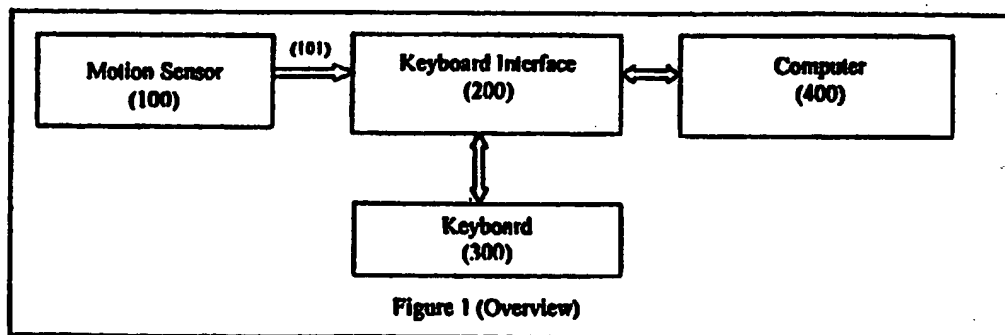 (101)
Motion Sensor
(100)
Keyboard Interface
(200)
Computer
(400)
Keyboard
(300)
Figure 1 (Overview)